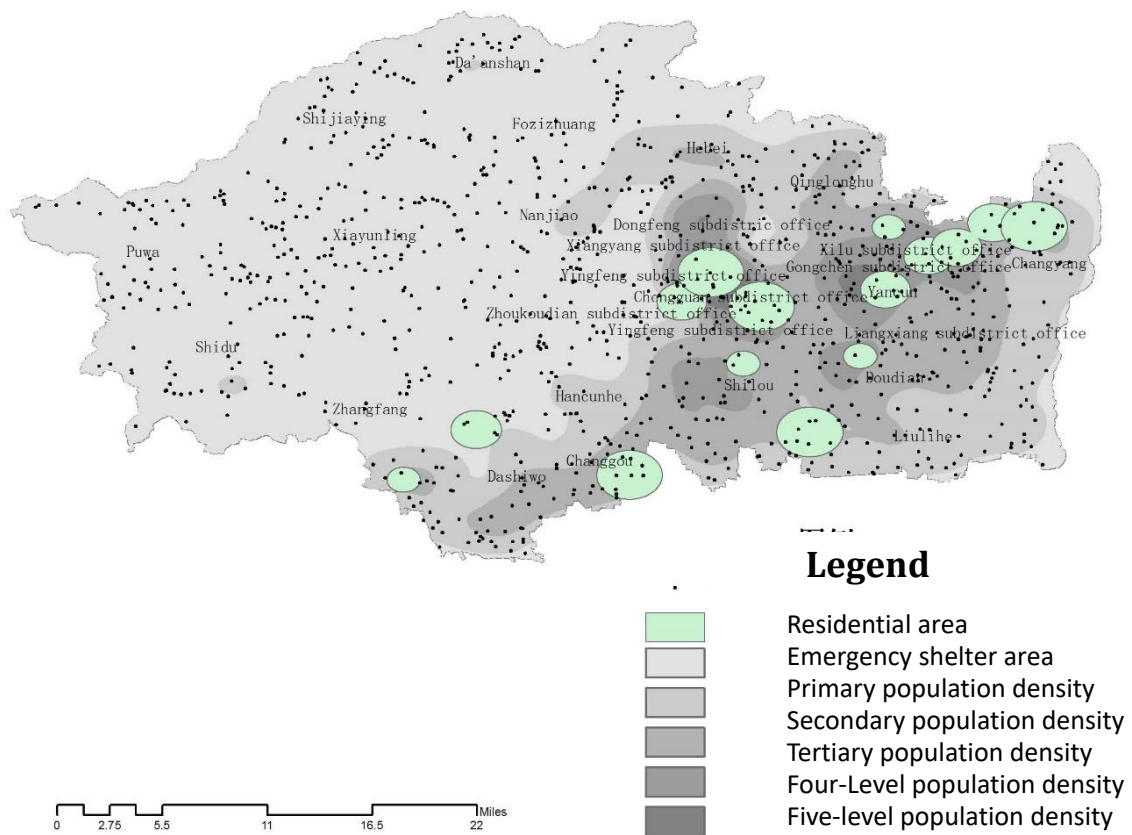 Da'anshan
Shijiaying
Fozizhuang
Hebei
Qinglonghu
Nanjiao
Dongfeng subdistric office
Xiayunling
Xiangyang subdistrict office
Puwa
Xilu subdistrict office
Changyang
Yingfeng subdistrict office
Gongchen subdistrict office
Yancun
Chengguan subdistrict office
Zhoukoudian subdistrict office
Yingfeng subdistrict office
Liangxiang subdistrict office
Shidu
Shilou
Doudian
Hancunhe
Zhangfang
Liulihe
Changgou
Dashiwo
Legend
Residential area
Emergency shelter area
Primary population density
Secondary population density
Tertiary population density
Four-Level population density
Five-level population density
Miles
0 2.75 5.5 11 16.5 22